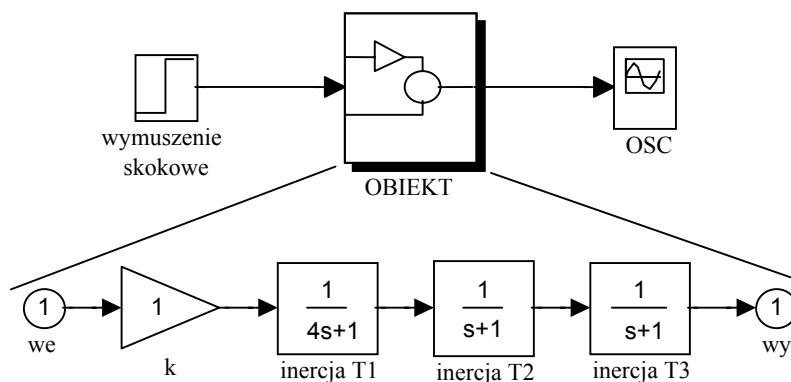 wymuszenie
skokowe
OBIEKT
OSC
1
we
1
k
1
4s+1
inercja T1
1
s+1
inercja T2
1
s+1
inercja T3
1
wy